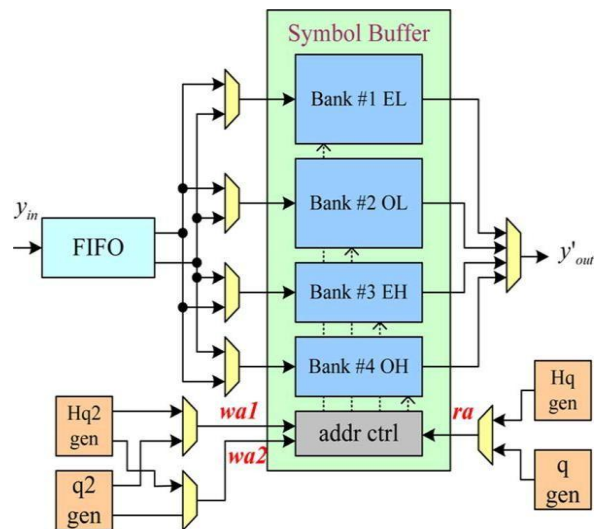 Symbol Buffer
Bank #1 EL
Bank #2 OL
y_in
FIFO
y'_out
Bank #3 EH
Bank #4 OH
Hq2
gen
wa1
wa2
addr ctrl
ra
Hq
gen
q2
gen
q
gen